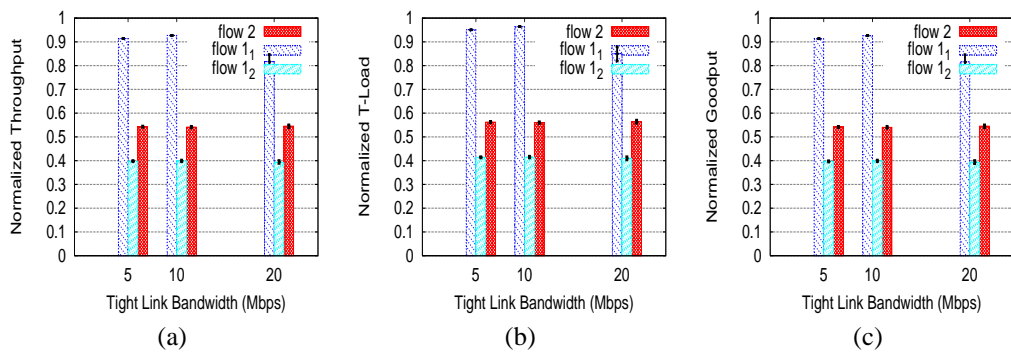 Normalized Throughput
1
0.9
0.8
0.7
0.6
0.5
0.4
0.3
0.2
0.1
0
flow 2
flow 1₁
flow 1₂
5
10
20
Tight Link Bandwidth (Mbps)
(a)
Normalized T-Load
1
0.9
0.8
0.7
0.6
0.5
0.4
0.3
0.2
0.1
0
flow 2
flow 1₁
flow 1₂
5
10
20
Tight Link Bandwidth (Mbps)
(b)
Normalized Goodput
1
0.9
0.8
0.7
0.6
0.5
0.4
0.3
0.2
0.1
0
flow 2
flow 1₁
flow 1₂
5
10
20
Tight Link Bandwidth (Mbps)
(c)